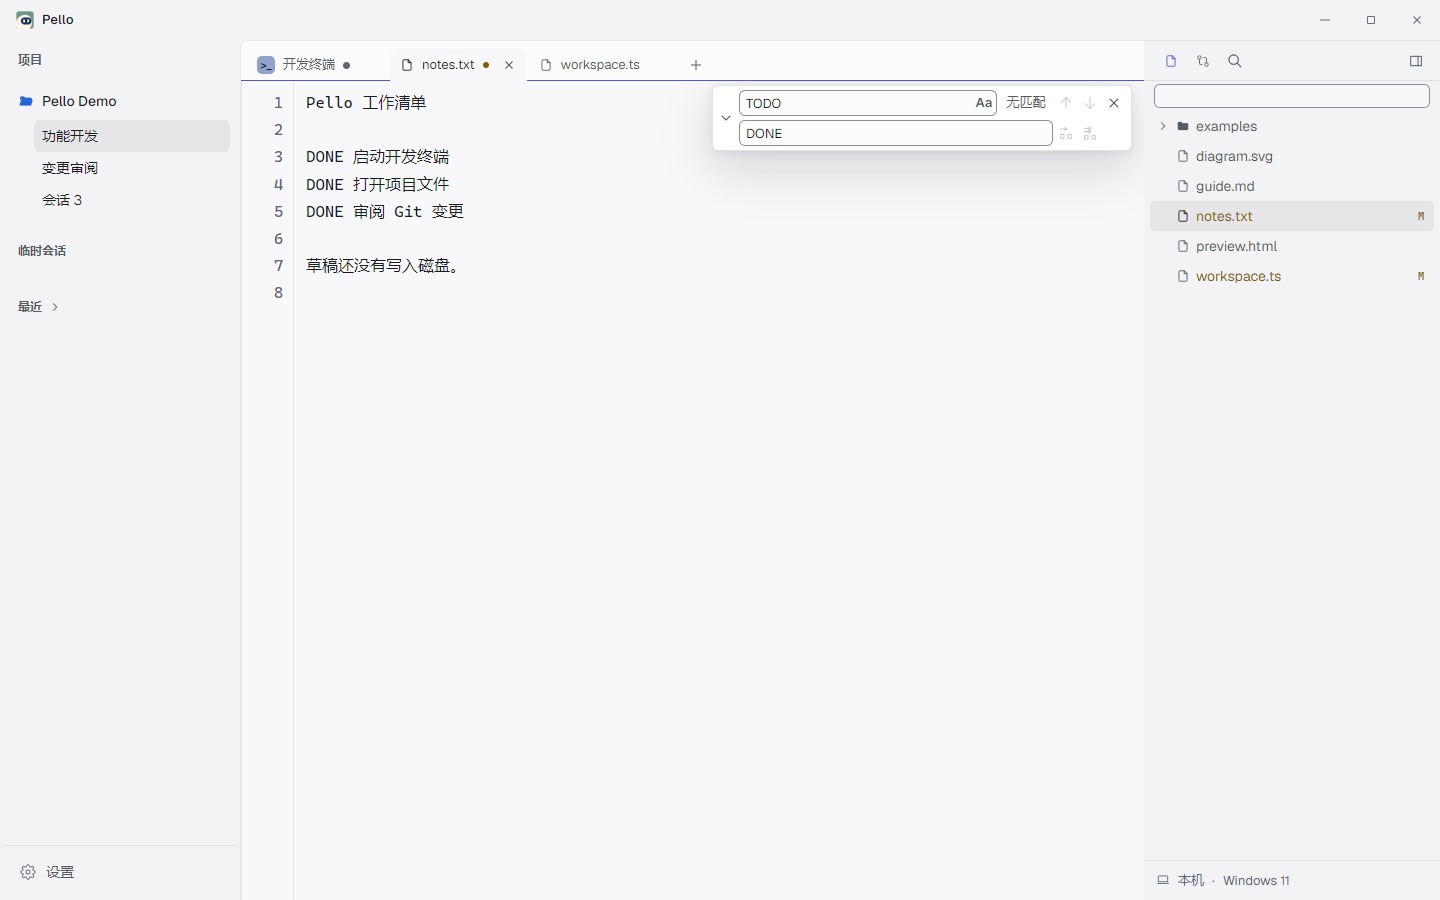 Pello
项目
Pello Demo
功能开发
变更审阅
会话 3
临时会话
最近
设置
开发终端
notes.txt
workspace.ts
1 Pello 工作清单
2
3 DONE 启动开发终端
4 DONE 打开项目文件
5 DONE 审阅 Git 变更
6
7 草稿还没有写入磁盘。
8
TODO Aa 无匹配
DONE
examples
diagram.svg
guide.md
notes.txt M
preview.html
workspace.ts M
本机 · Windows 11